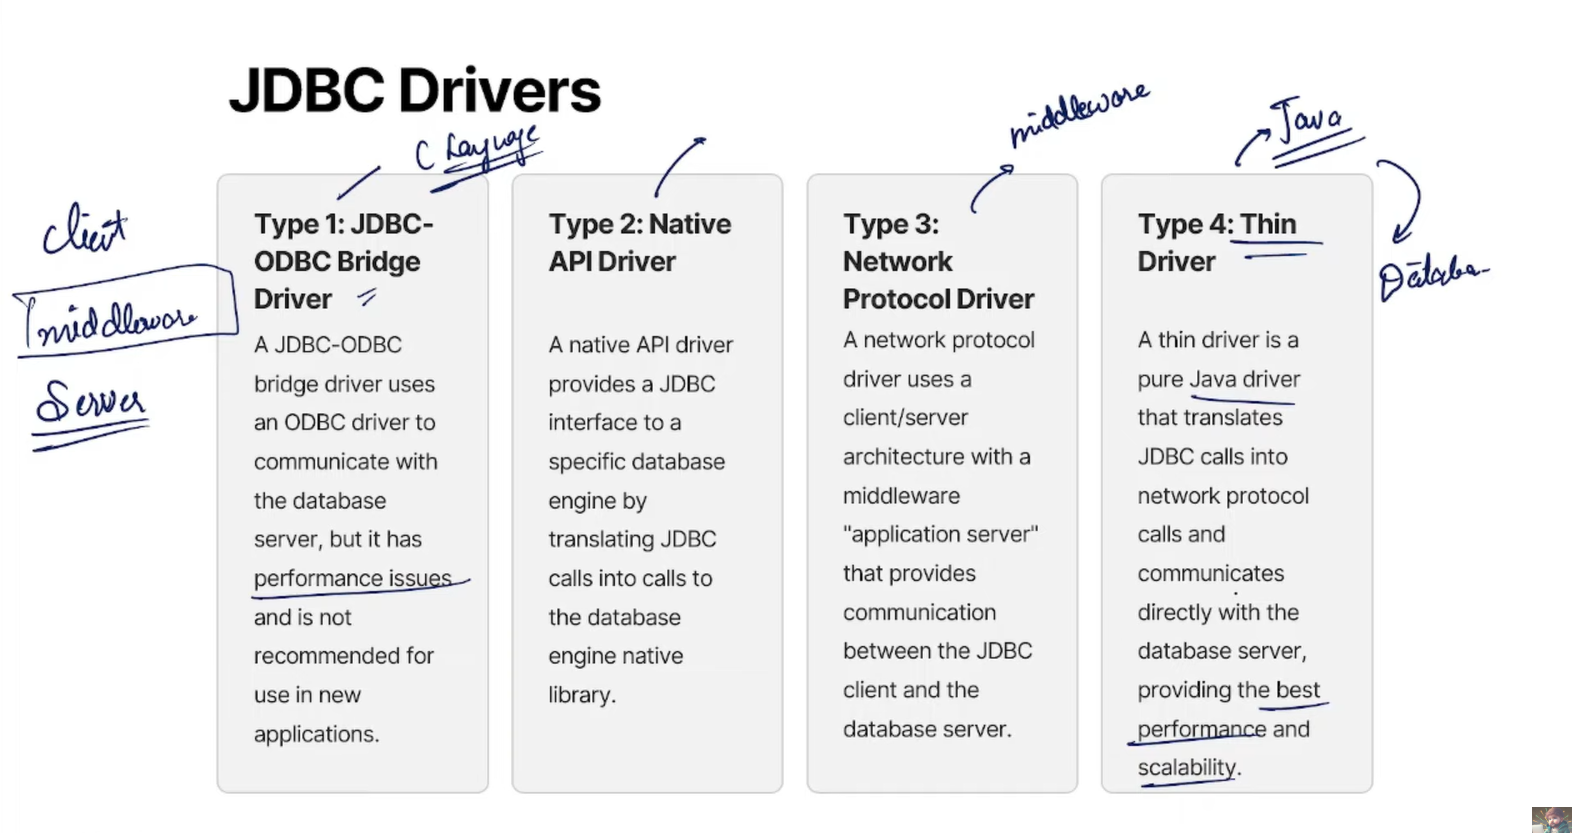 JDBC Drivers
C Language
middleware
Java
Client
middleware
Server
Type 1: JDBC-
ODBC Bridge
Driver
A JDBC-ODBC
bridge driver uses
an ODBC driver to
communicate with
the database
server, but it has
performance issues
and is not
recommended for
use in new
applications.
Type 2: Native
API Driver
A native API driver
provides a JDBC
interface to a
specific database
engine by
translating JDBC
calls into calls to
the database
engine native
library.
Type 3:
Network
Protocol Driver
A network protocol
driver uses a
client/server
architecture with a
middleware
"application server"
that provides
communication
between the JDBC
client and the
database server.
Type 4: Thin
Driver
A thin driver is a
pure Java driver
that translates
JDBC calls into
network protocol
calls and
communicates
directly with the
database server,
providing the best
performance and
scalability.